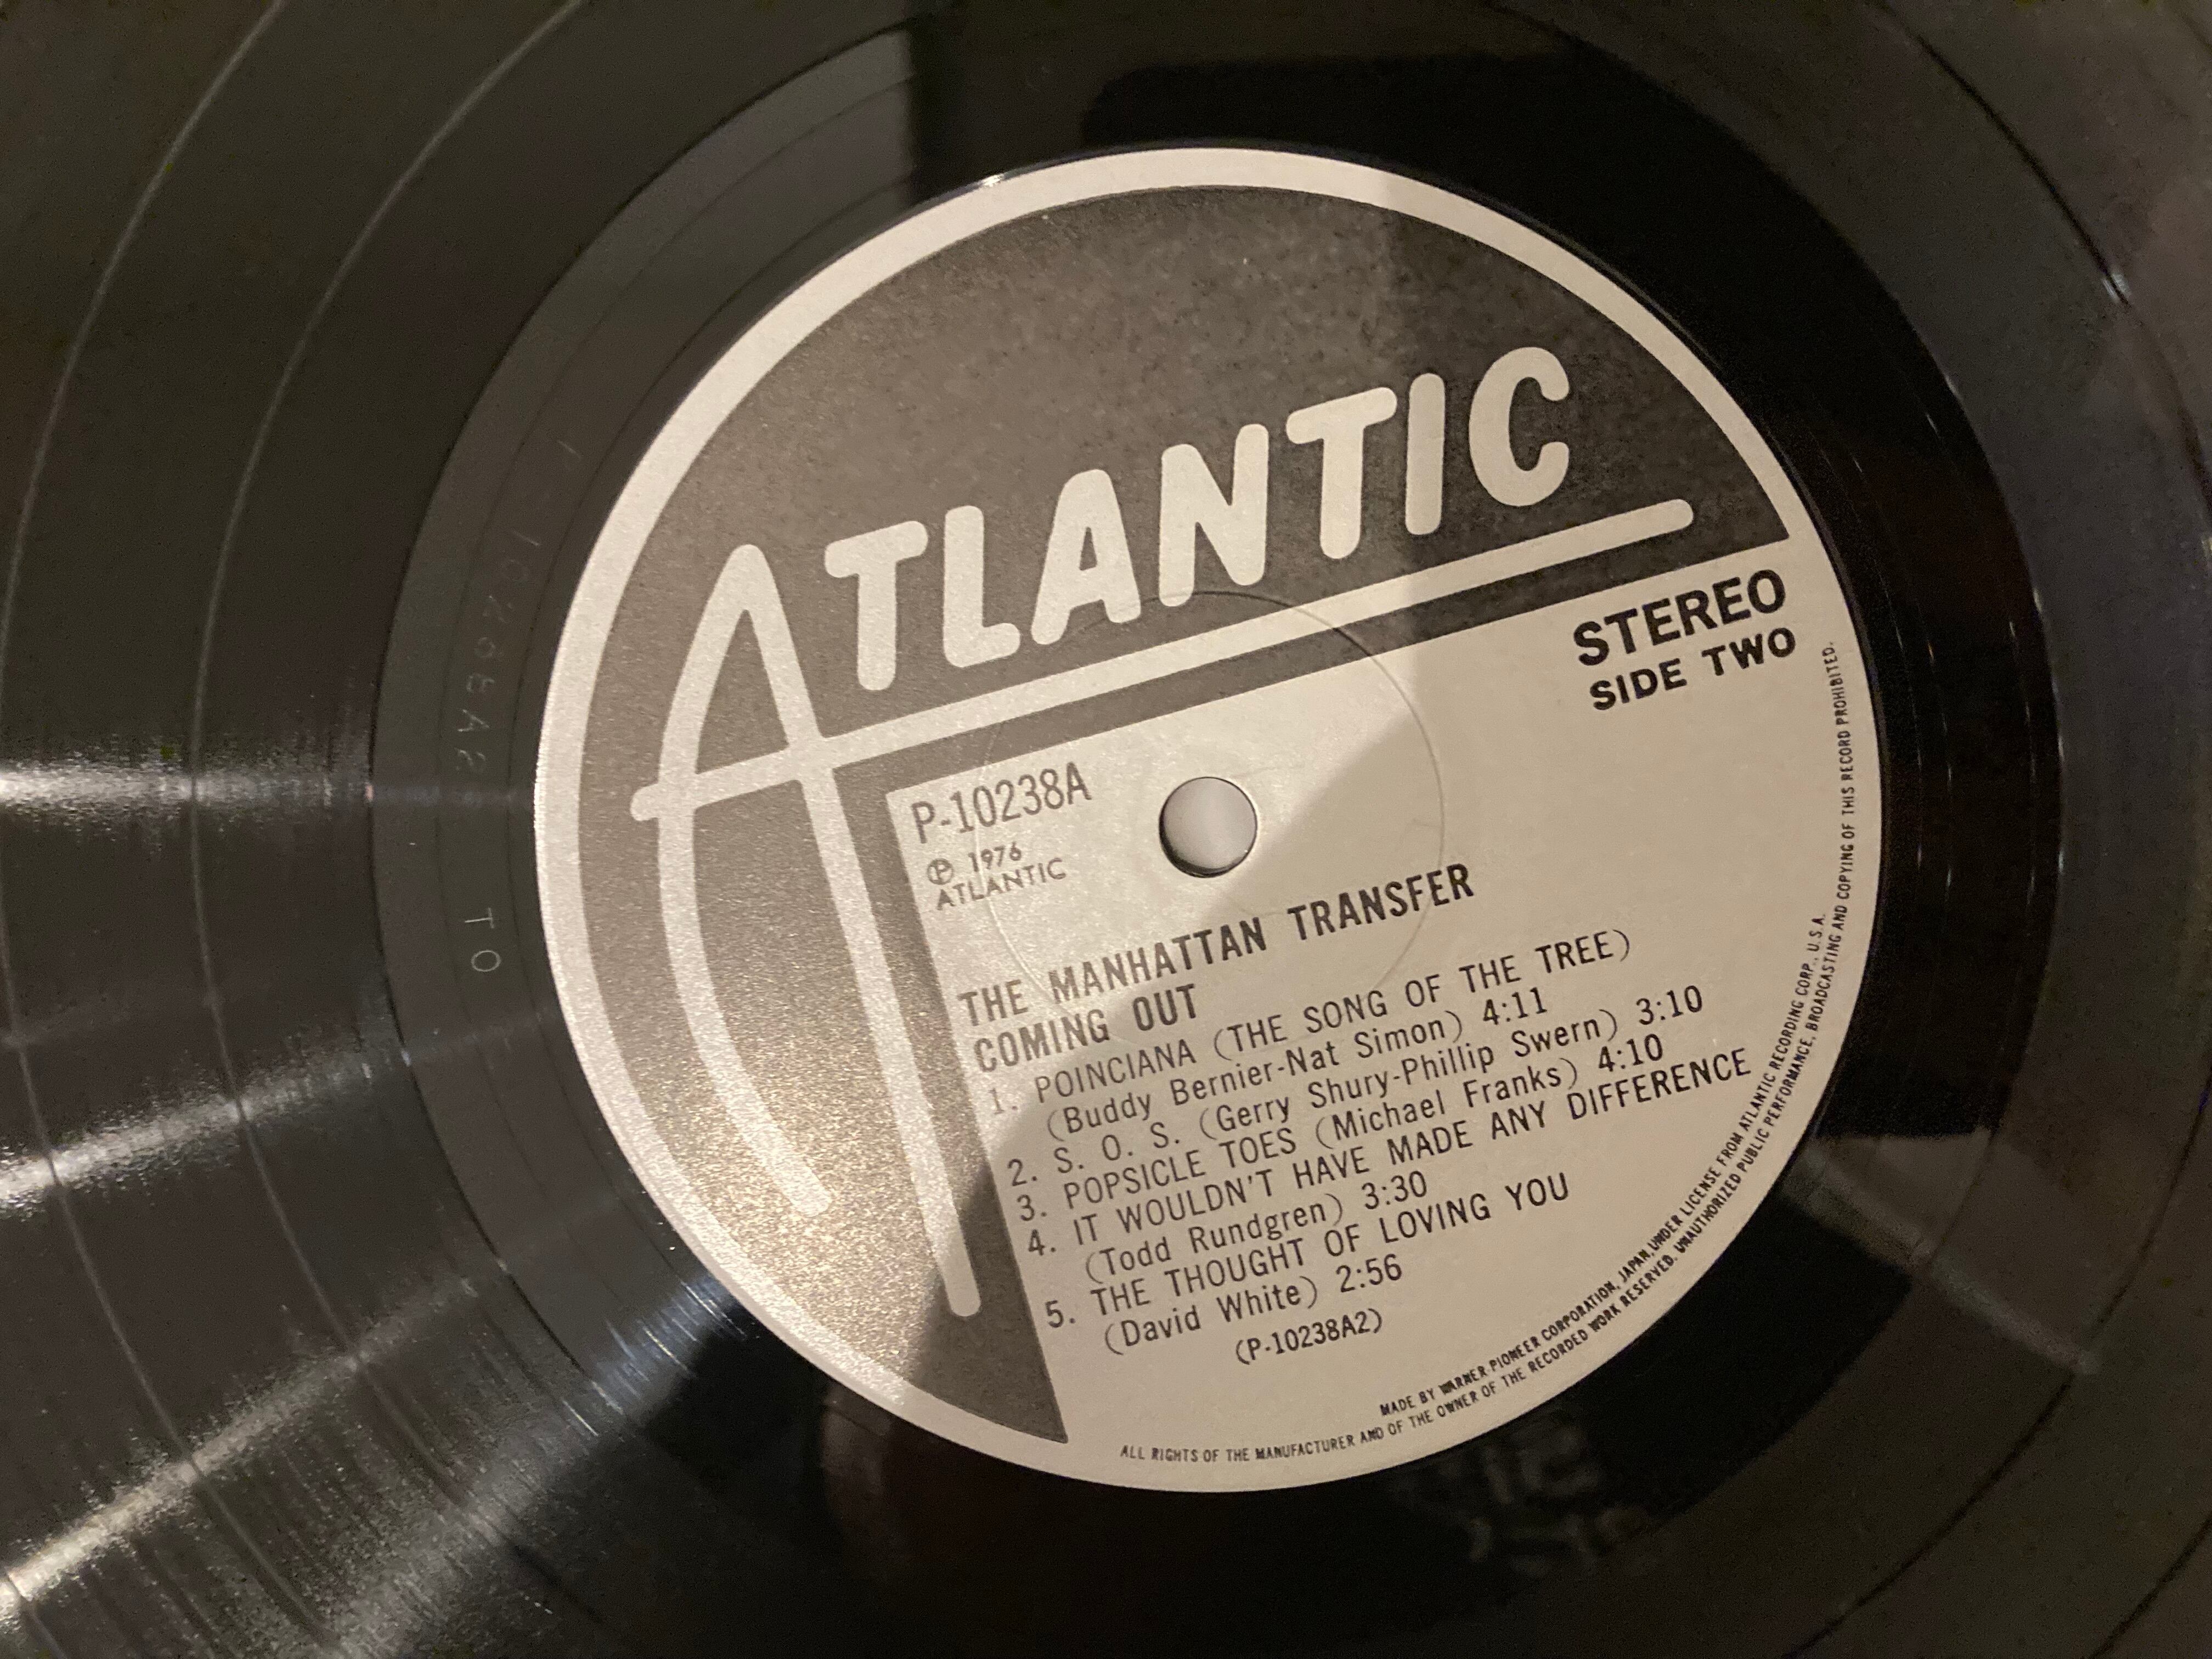 ATLANTIC
STEREO
SIDE TWO
P-10238A
℗ 1976
ATLANTIC
THE MANHATTAN TRANSFER
COMING OUT
1. POINCIANA (THE SONG OF THE TREE)
(Buddy Bernier-Nat Simon) 4:11
2. S. O. S. (Gerry Shury-Phillip Swern) 3:10
3. POPSICLE TOES (Michael Franks) 4:10
4. IT WOULDN'T HAVE MADE ANY DIFFERENCE
(Todd Rundgren) 3:30
5. THE THOUGHT OF LOVING YOU
(David White) 2:56
(P-10238A2)
MADE BY WARNER-PIONEER CORPORATION, JAPAN, UNDER LICENSE FROM ATLANTIC RECORDING CORP., U.S.A.
ALL RIGHTS OF THE MANUFACTURER AND OF THE OWNER OF THE RECORDED WORK RESERVED. UNAUTHORIZED PUBLIC PERFORMANCE, BROADCASTING AND COPYING OF THIS RECORD PROHIBITED.
TO